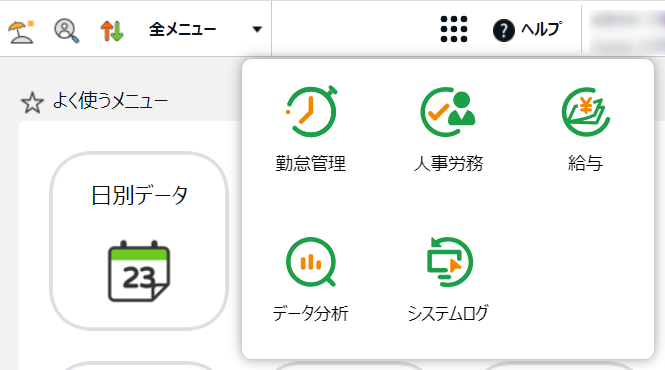 全メニュー
ヘルプ
よく使うメニュー
日別データ
23
勤怠管理
人事労務
給与
データ分析
システムログ